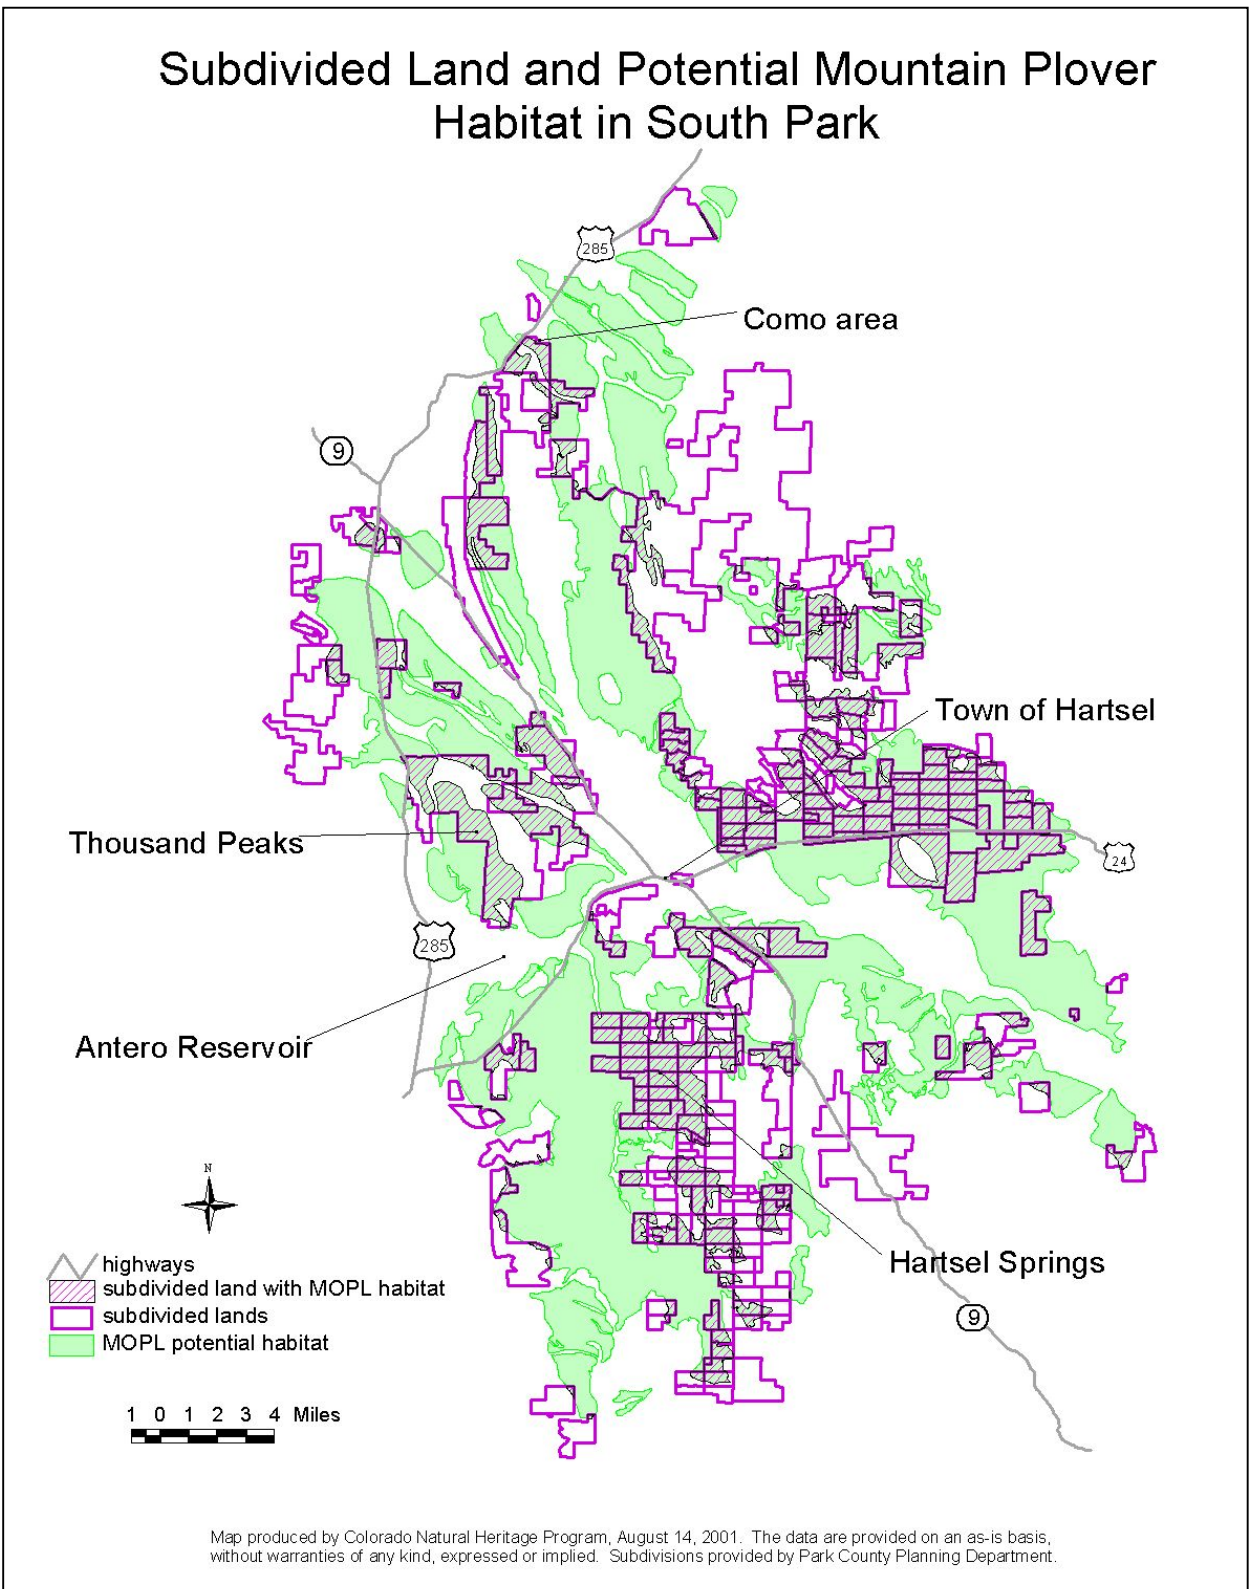 Subdivided Land and Potential Mountain Plover
Habitat in South Park
285
Como area
9
Town of Hartsel
Thousand Peaks
24
285
Antero Reservoir
N
Hartsel Springs
highways
subdivided land with MOPL habitat
subdivided lands
9
MOPL potential habitat
1 0 1 2 3 4 Miles
Map produced by Colorado Natural Heritage Program, August 14, 2001. The data are provided on an as-is basis,
without warranties of any kind, expressed or implied. Subdivisions provided by Park County Planning Department.